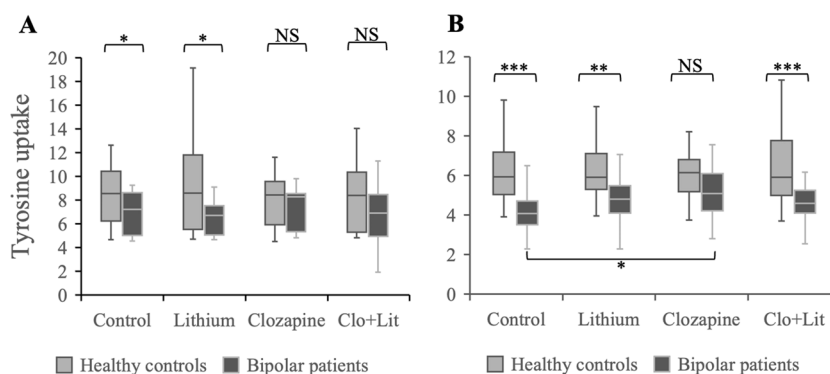 A
* * NS NS
20
18
16
14
12
10
8
6
4
2
0
Tyrosine uptake
Control Lithium Clozapine Clo+Lit
Healthy controls Bipolar patients
B
*** ** NS ***
12
10
8
6
4
2
0
*
Control Lithium Clozapine Clo+Lit
Healthy controls Bipolar patients